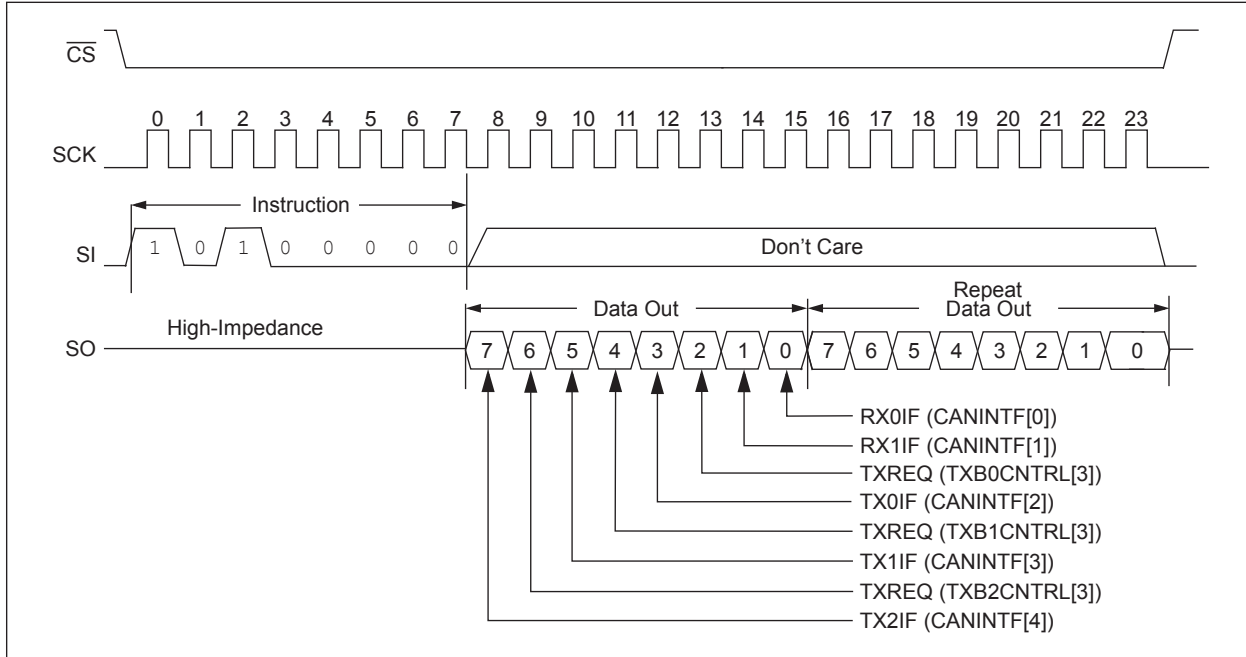 CS
0 1 2 3 4 5 6 7 8 9 10 11 12 13 14 15 16 17 18 19 20 21 22 23
SCK
Instruction
SI 1 0 1 0 0 0 0 0 Don't Care
Repeat
Data Out Data Out
High-Impedance
SO 7 6 5 4 3 2 1 0 7 6 5 4 3 2 1 0
RX0IF (CANINTF[0])
RX1IF (CANINTF[1])
TXREQ (TXB0CNTRL[3])
TX0IF (CANINTF[2])
TXREQ (TXB1CNTRL[3])
TX1IF (CANINTF[3])
TXREQ (TXB2CNTRL[3])
TX2IF (CANINTF[4])